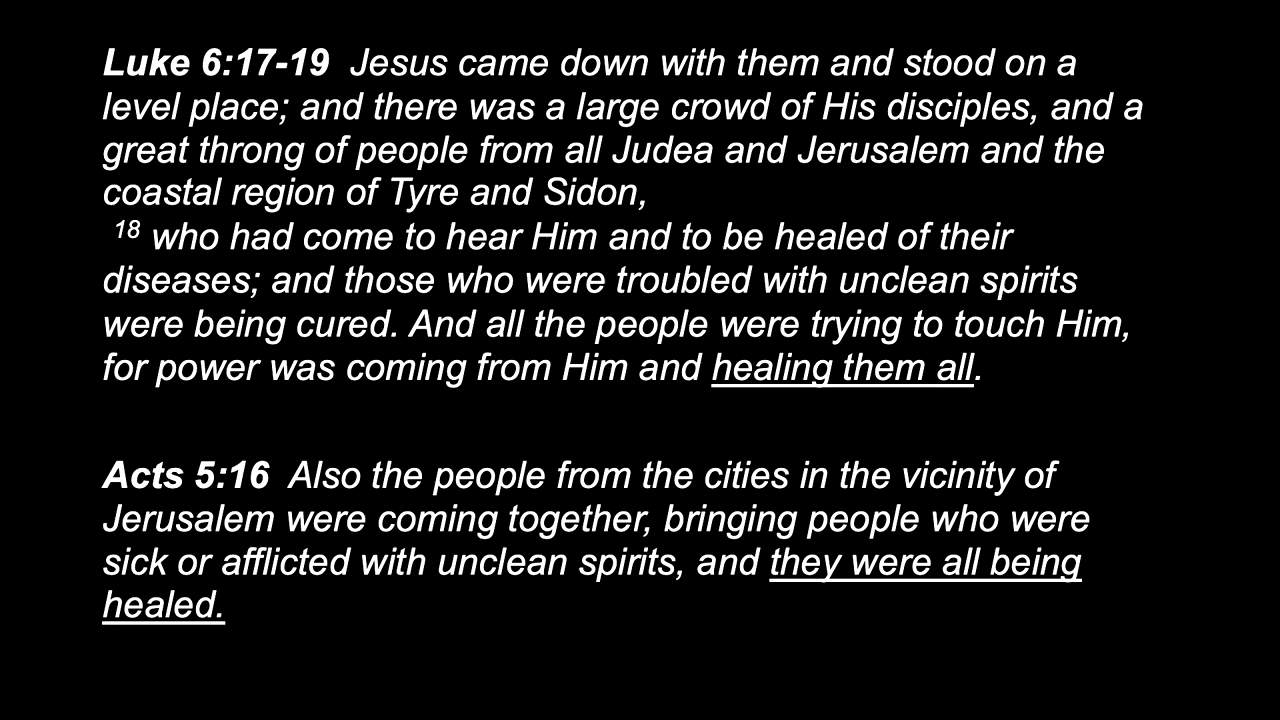 Luke 6:17-19  Jesus came down with them and stood on a
level place; and there was a large crowd of His disciples, and a
great throng of people from all Judea and Jerusalem and the
coastal region of Tyre and Sidon,
18 who had come to hear Him and to be healed of their
diseases; and those who were troubled with unclean spirits
were being cured. And all the people were trying to touch Him,
for power was coming from Him and healing them all.
Acts 5:16  Also the people from the cities in the vicinity of
Jerusalem were coming together, bringing people who were
sick or afflicted with unclean spirits, and they were all being
healed.